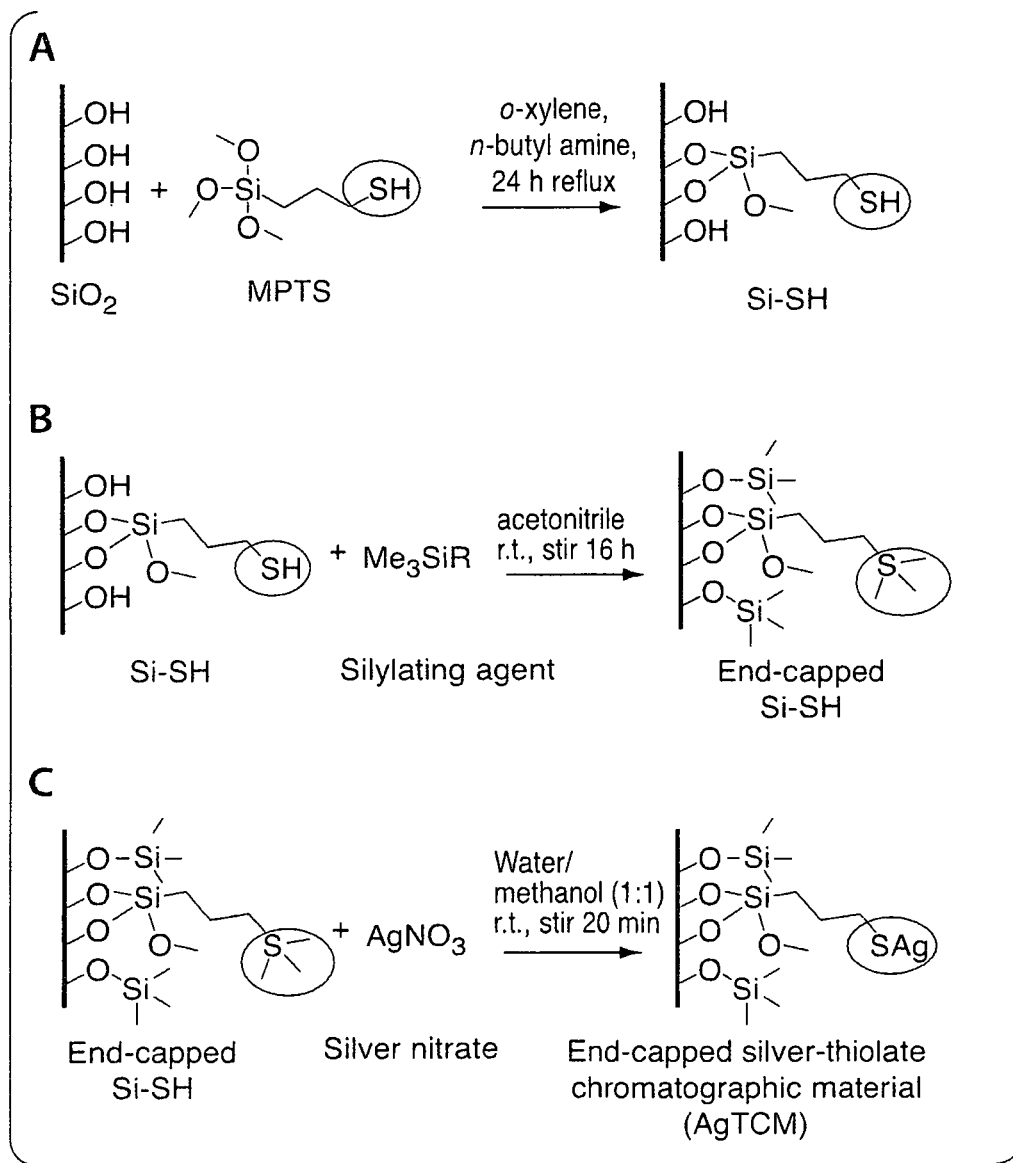 A
OH
OH
OH
OH
SiO2
+
O
O-Si
O
SH
MPTS
o-xylene,
n-butyl amine,
24 h reflux
OH
O Si
O
O
OH
SH
Si-SH
B
OH
O Si
O
O
OH
SH
Si-SH
+
Me3SiR
Silylating agent
acetonitrile
r.t., stir 16 h
O-Si
O Si
O
O
O
Si
S
End-capped
Si-SH
C
O-Si
O Si
O
O
O
Si
S
End-capped
Si-SH
+
AgNO3
Silver nitrate
Water/
methanol (1:1)
r.t., stir 20 min
O-Si
O Si
O
O
O
Si
SAg
End-capped silver-thiolate
chromatographic material
(AgTCM)